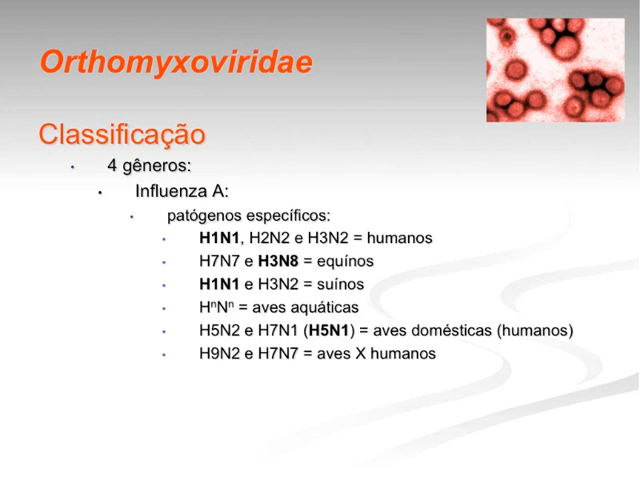 Orthomyxoviridae
Classificação
• 4 gêneros:
• Influenza A:
• patógenos específicos:
• H1N1, H2N2 e H3N2 = humanos
• H7N7 e H3N8 = equínos
• H1N1 e H3N2 = suínos
• HⁿNⁿ = aves aquáticas
• H5N2 e H7N1 (H5N1) = aves domésticas (humanos)
• H9N2 e H7N7 = aves X humanos